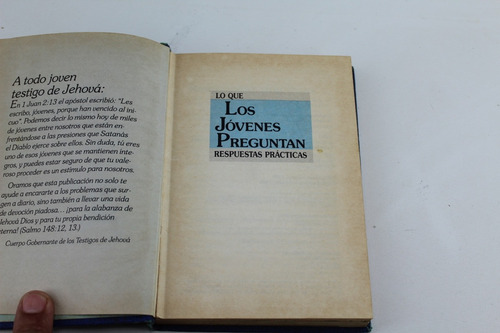 A todo joven
testigo de Jehová:
En 1 Juan 2:13 el apóstol escribió: “Les
escribo, jóvenes, porque han vencido al ini-
cuo”. Podemos decir lo mismo hoy de miles
de jóvenes entre nosotros que están en-
frentándose a las presiones que Satanás
el Diablo ejerce sobre ellos. Sin duda, tú eres
uno de esos jóvenes que se mantienen ínte-
gros, y puedes estar seguro de que tu vale-
roso proceder es un estímulo para nosotros.
Oramos que esta publicación no solo te
ayude a encararte a los problemas que sur-
gen a diario, sino también a llevar una vida
de devoción piadosa... ¡para la alabanza de
Jehová Dios y para tu propia bendición
eterna! (Salmo 148:12, 13.)
Cuerpo Gobernante de los Testigos de Jehová
LO QUE
LOS
JÓVENES
PREGUNTAN
RESPUESTAS PRÁCTICAS